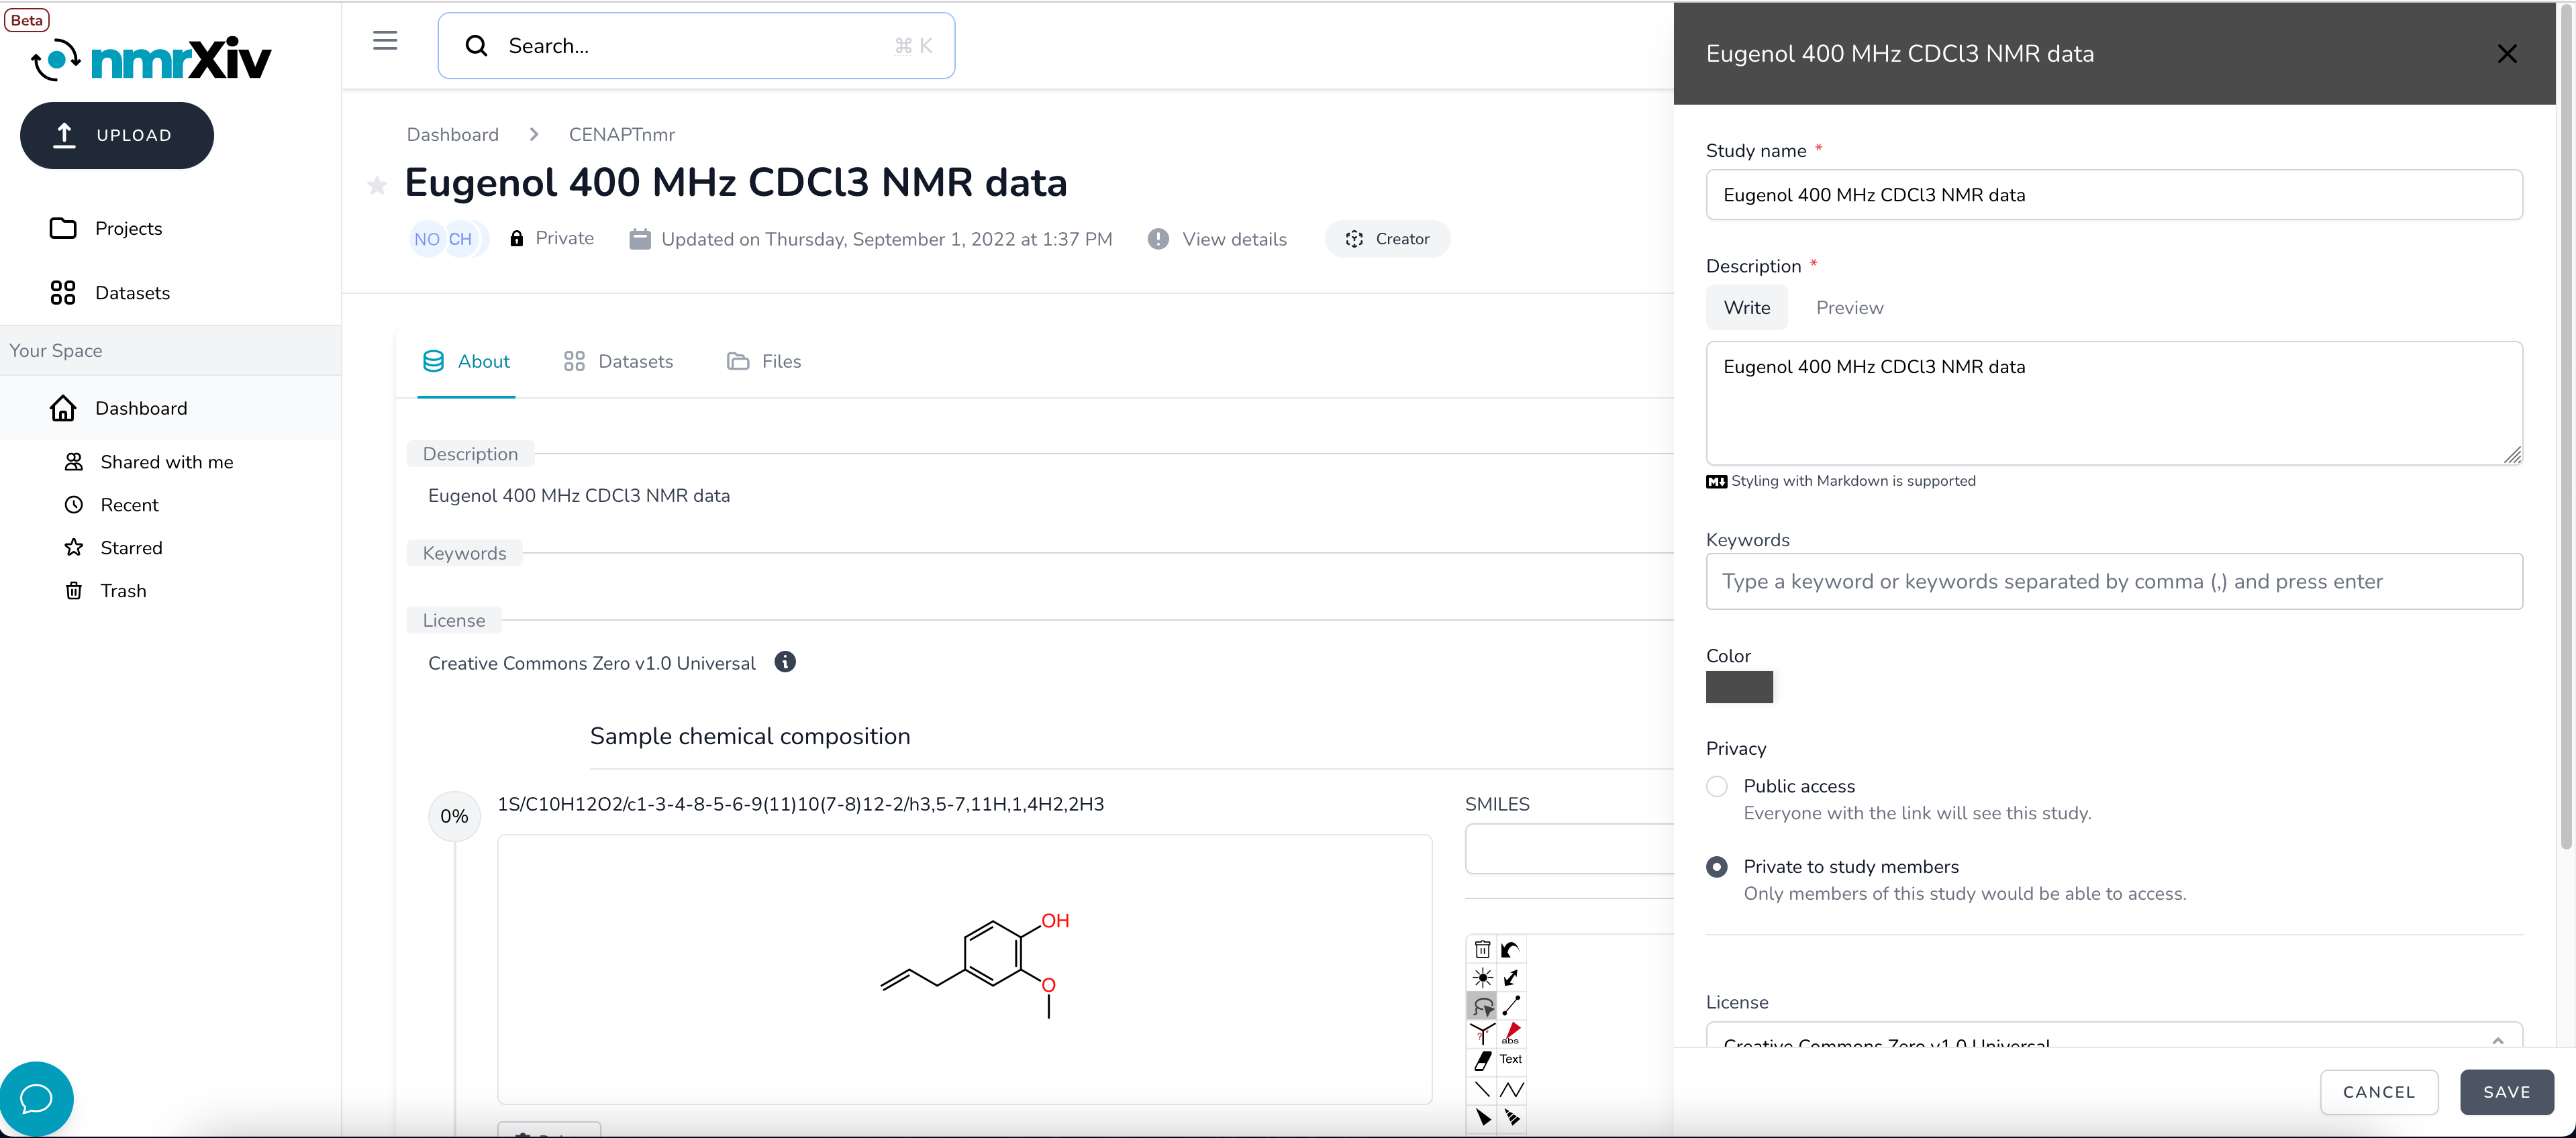 Beta
nmrXiv
UPLOAD
Projects
Datasets
Your Space
Dashboard
Shared with me
Recent
Starred
Trash
Search...
⌘ K
Dashboard
CENAPTnmr
Eugenol 400 MHz CDCl3 NMR data
NO
CH
Private
Updated on Thursday, September 1, 2022 at 1:37 PM
View details
Creator
About
Datasets
Files
Description
Eugenol 400 MHz CDCl3 NMR data
Keywords
License
Creative Commons Zero v1.0 Universal
Sample chemical composition
0%
1S/C10H12O2/c1-3-4-8-5-6-9(11)10(7-8)12-2/h3,5-7,11H,1,4H2,2H3
OH
O
SMILES
abs
Text
Eugenol 400 MHz CDCl3 NMR data
Study name *
Eugenol 400 MHz CDCl3 NMR data
Description *
Write
Preview
Eugenol 400 MHz CDCl3 NMR data
Styling with Markdown is supported
Keywords
Type a keyword or keywords separated by comma (,) and press enter
Color
Privacy
Public access
Everyone with the link will see this study.
Private to study members
Only members of this study would be able to access.
License
Creative Commons Zero v1.0 Universal
CANCEL
SAVE